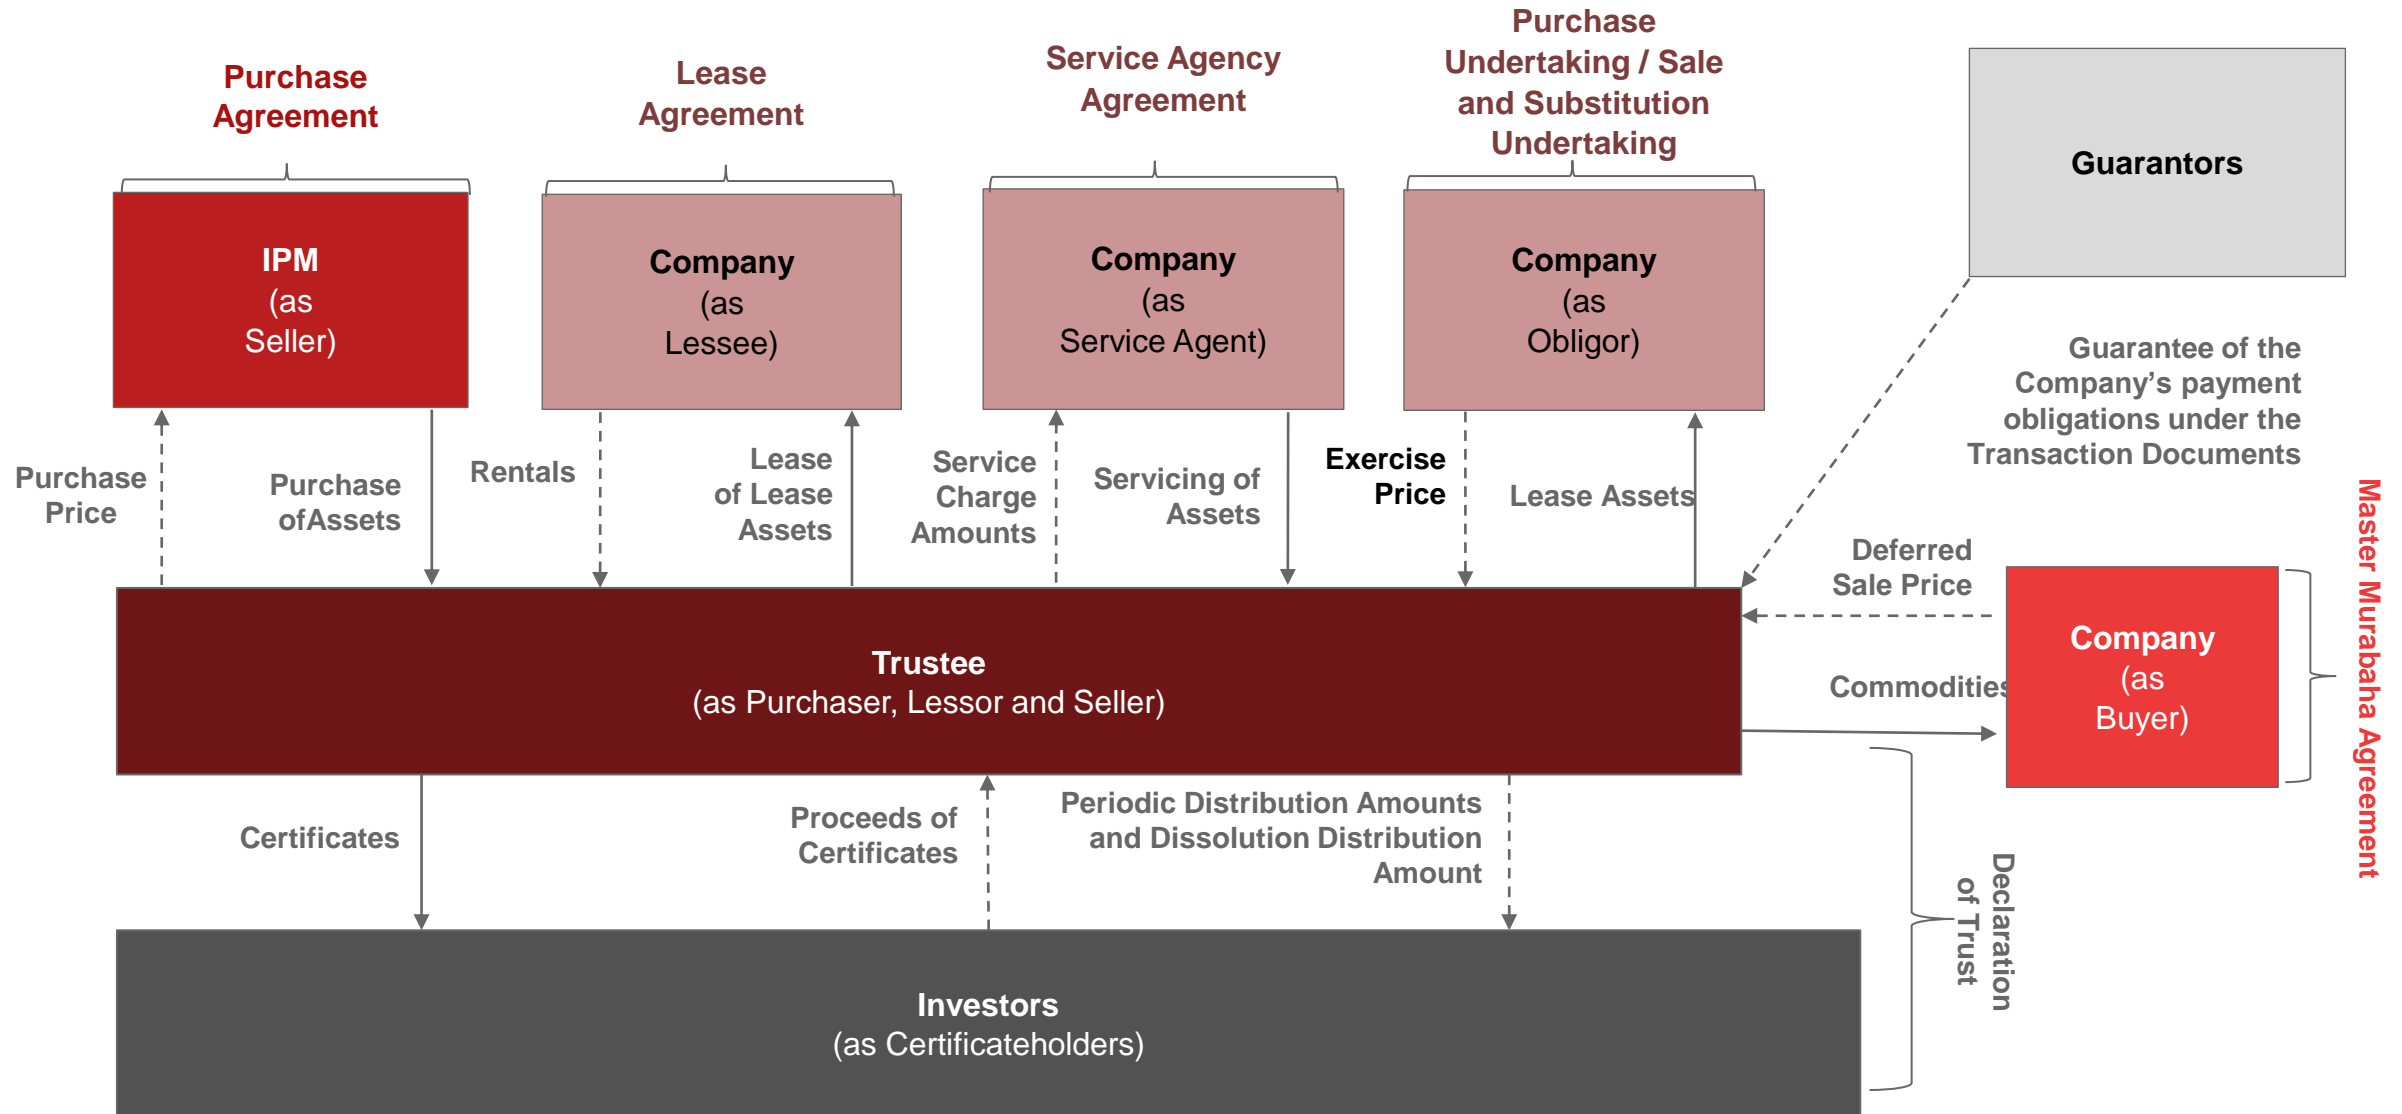 Purchase
Agreement
Lease
Agreement
Service Agency
Agreement
Purchase
Undertaking / Sale
and Substitution
Undertaking
Guarantors
IPM
(as
Seller)
Company
(as
Lessee)
Company
(as
Service Agent)
Company
(as
Obligor)
Guarantee of the
Company’s payment
obligations under the
Transaction Documents
Purchase
Price
Purchase
ofAssets
Rentals
Lease
of Lease
Assets
Service
Charge
Amounts
Servicing of
Assets
Exercise
Price
Lease Assets
Deferred
Sale Price
Commodities
Company
(as
Buyer)
Master Murabaha Agreement
Trustee
(as Purchaser, Lessor and Seller)
Certificates
Proceeds of
Certificates
Periodic Distribution Amounts
and Dissolution Distribution
Amount
Declaration
of Trust
Investors
(as Certificateholders)